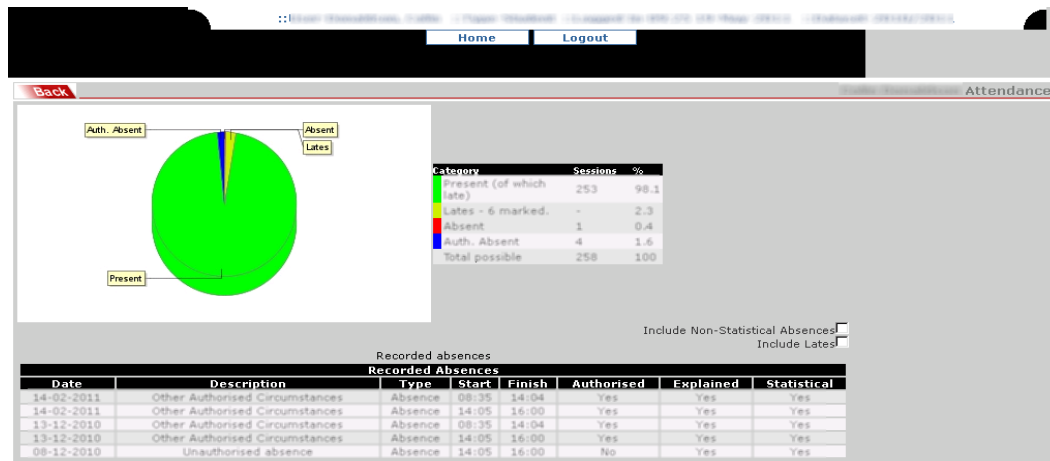 Home Logout
Back Attendance
Auth. Absent Absent
Lates
Present
Category Sessions %
Present (of which late) 253 98.1
Lates - 6 marked. - 2.3
Absent 1 0.4
Auth. Absent 4 1.6
Total possible 258 100
Include Non-Statistical Absences
Include Lates
Recorded absences
Recorded Absences
Date Description Type Start Finish Authorised Explained Statistical
14-02-2011 Other Authorised Circumstances Absence 08:35 14:04 Yes Yes Yes
14-02-2011 Other Authorised Circumstances Absence 14:05 16:00 Yes Yes Yes
13-12-2010 Other Authorised Circumstances Absence 08:35 14:04 Yes Yes Yes
13-12-2010 Other Authorised Circumstances Absence 14:05 16:00 Yes Yes Yes
08-12-2010 Unauthorised absence Absence 14:05 16:00 No Yes Yes